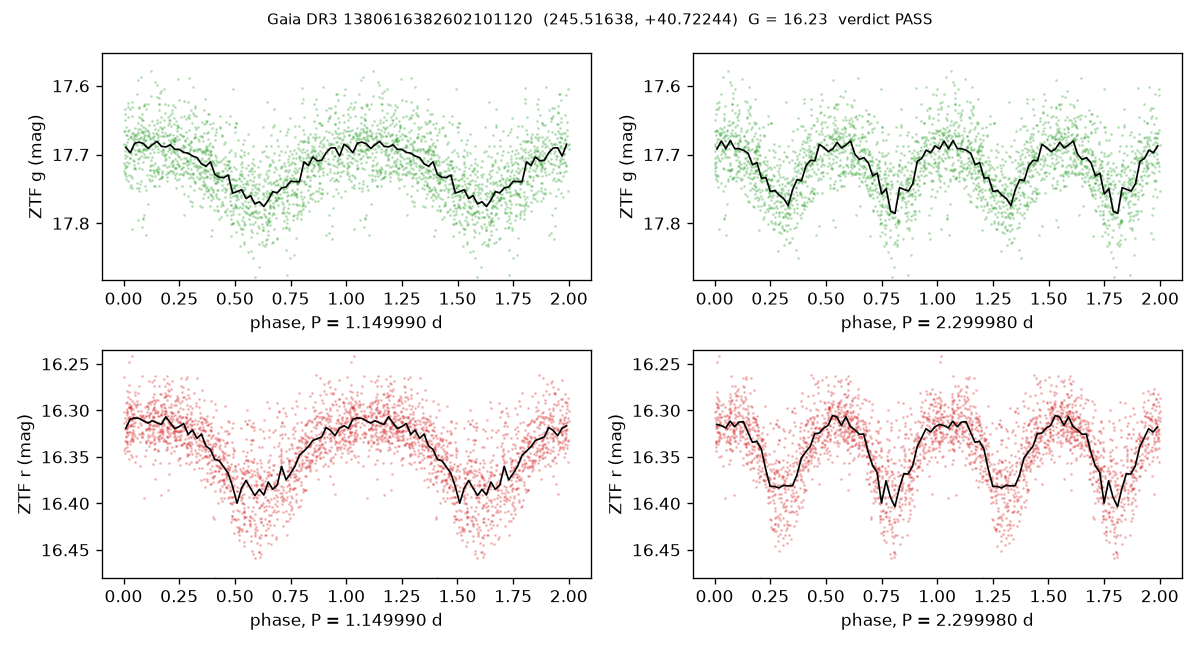 Gaia DR3 1380616382602101120  (245.51638, +40.72244)  G = 16.23  verdict PASS
ZTF g (mag)
17.6
17.7
17.8
0.00 0.25 0.50 0.75 1.00 1.25 1.50 1.75 2.00
phase, P = 1.149990 d
ZTF g (mag)
17.6
17.7
17.8
0.00 0.25 0.50 0.75 1.00 1.25 1.50 1.75 2.00
phase, P = 2.299980 d
ZTF r (mag)
16.25
16.30
16.35
16.40
16.45
0.00 0.25 0.50 0.75 1.00 1.25 1.50 1.75 2.00
phase, P = 1.149990 d
ZTF r (mag)
16.25
16.30
16.35
16.40
16.45
0.00 0.25 0.50 0.75 1.00 1.25 1.50 1.75 2.00
phase, P = 2.299980 d